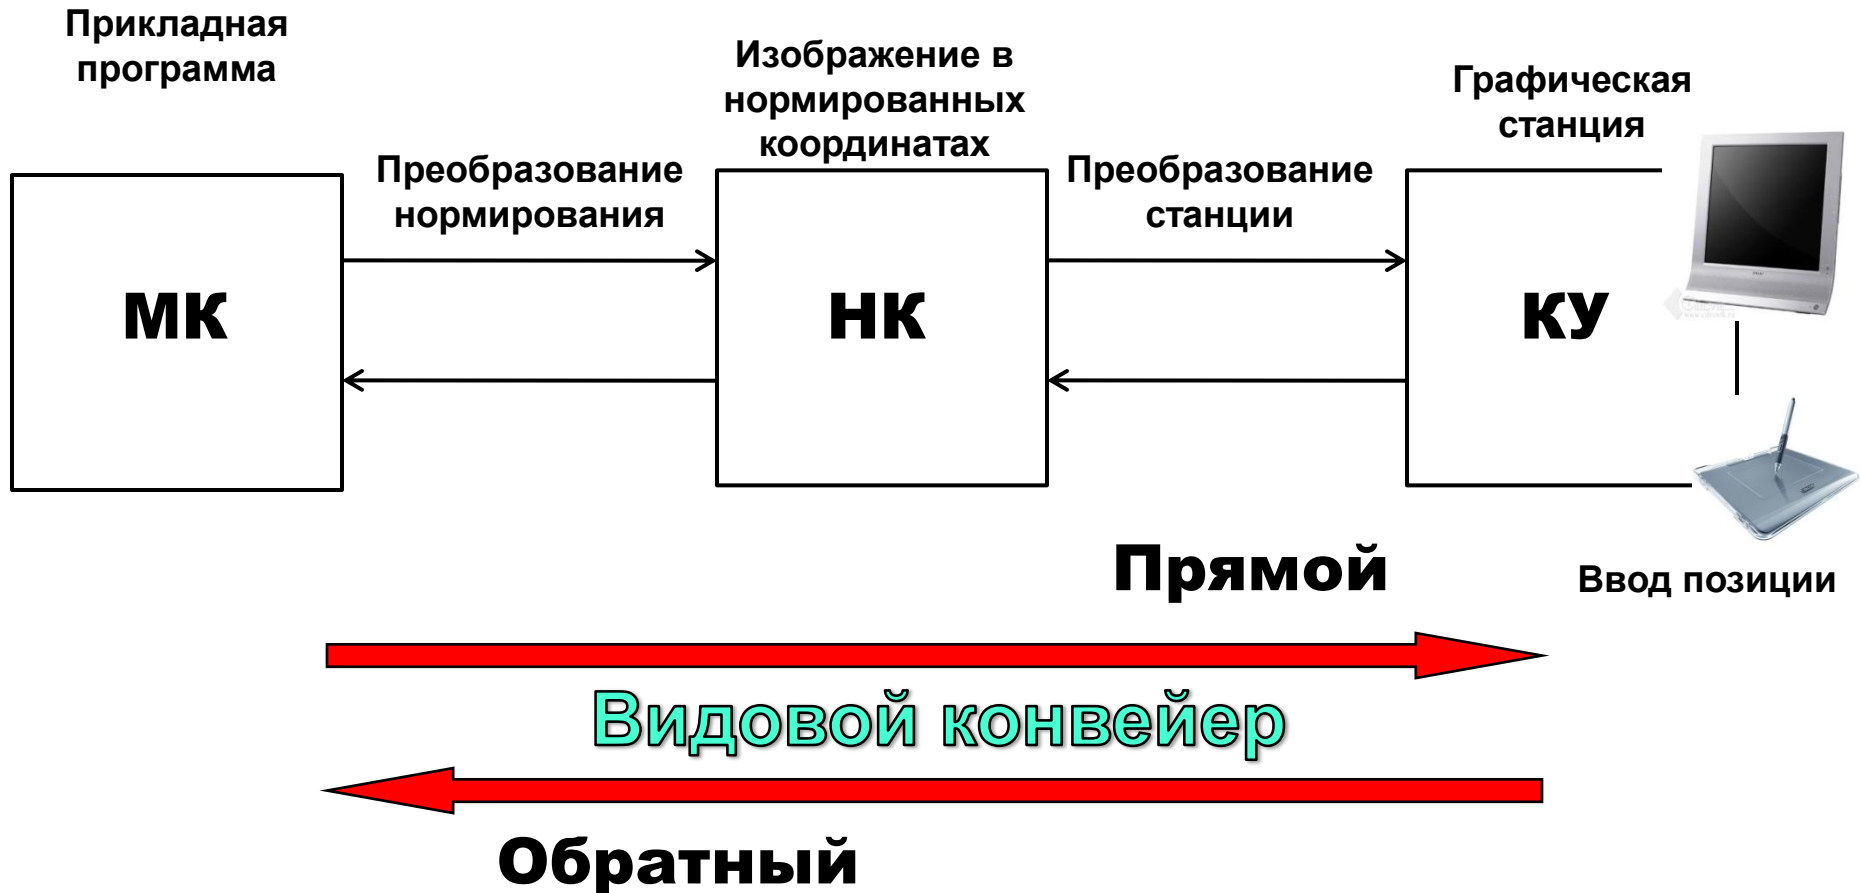 Прикладная
программа
Изображение в
нормированных
координатах
Графическая
станция
Преобразование
нормирования
Преобразование
станции
МК
НК
КУ
Прямой
Ввод позиции
Видовой конвейер
Обратный